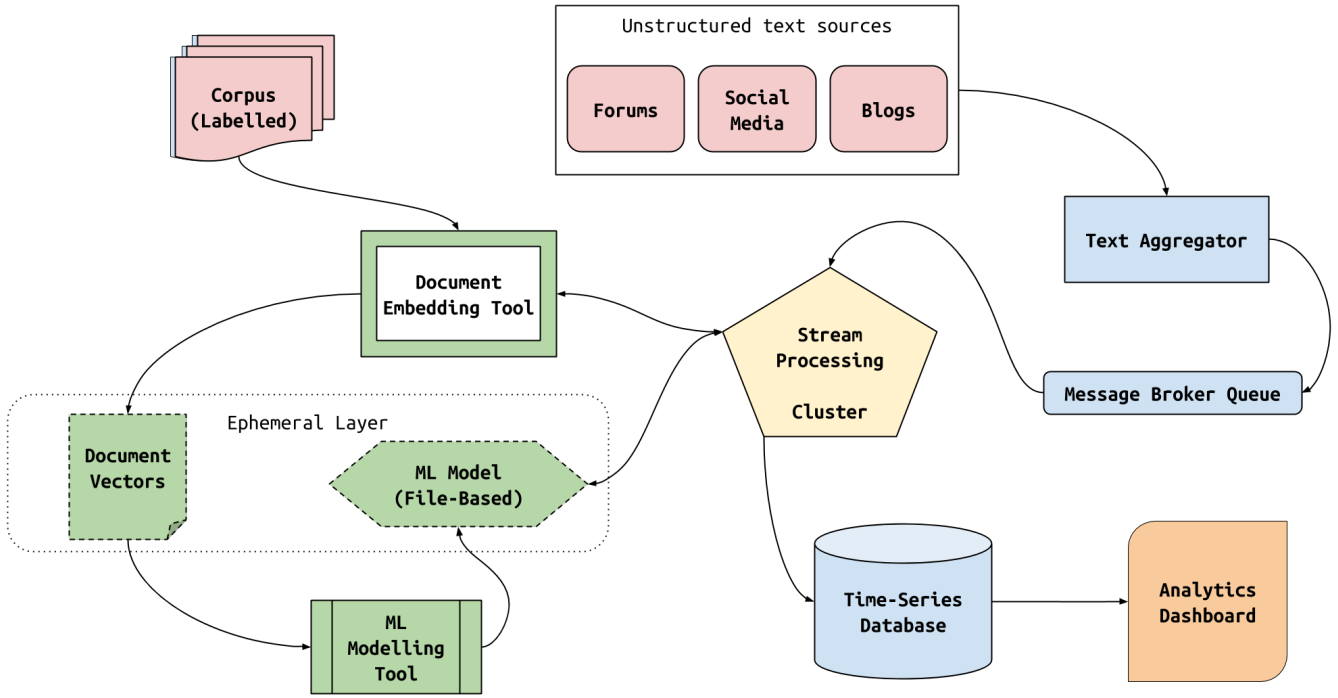 Unstructured text sources
Corpus
(Labelled)
Forums
Social
Media
Blogs
Text Aggregator
Document
Embedding Tool
Stream
Processing
Cluster
Message Broker Queue
Ephemeral Layer
Document
Vectors
ML Model
(File-Based)
ML
Modelling
Tool
Time-Series
Database
Analytics
Dashboard